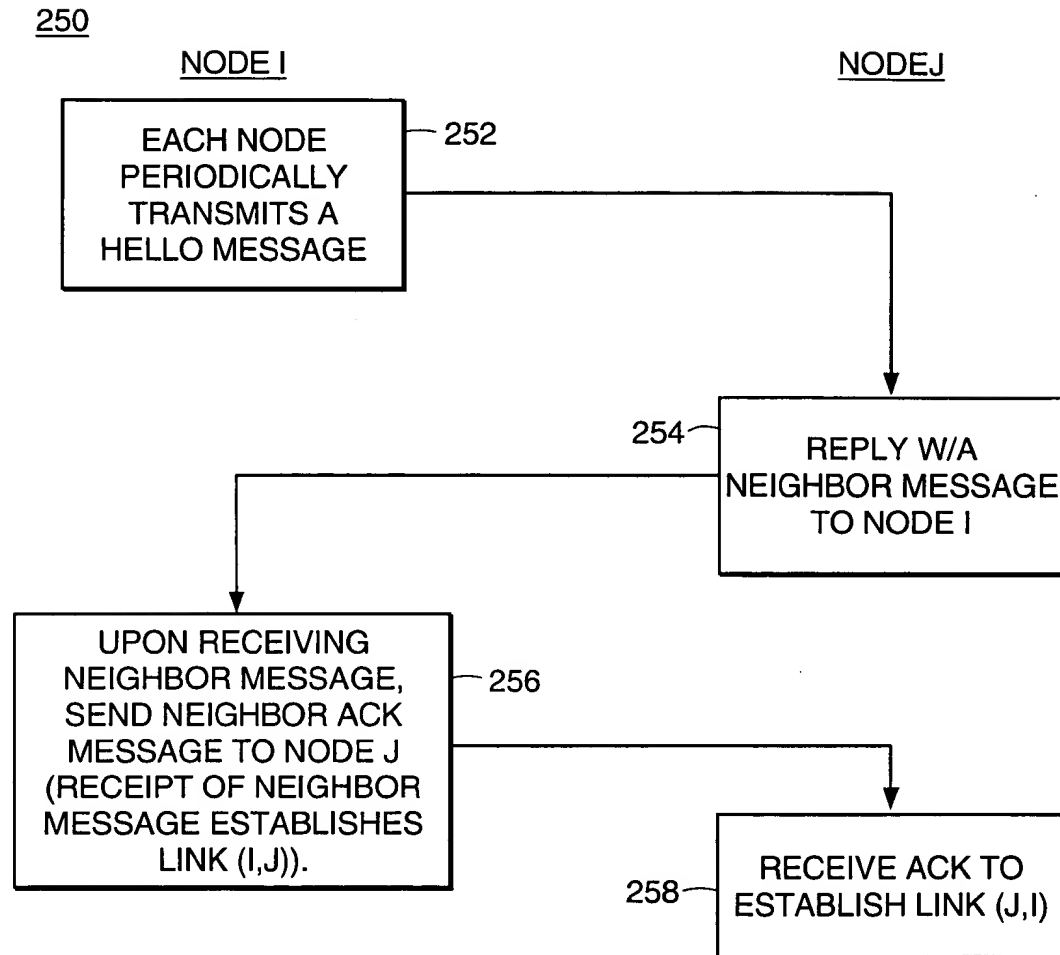 250
NODE I
NODEJ
EACH NODE
PERIODICALLY
TRANSMITS A
HELLO MESSAGE
252
254
REPLY W/A
NEIGHBOR MESSAGE
TO NODE I
UPON RECEIVING
NEIGHBOR MESSAGE,
SEND NEIGHBOR ACK
MESSAGE TO NODE J
(RECEIPT OF NEIGHBOR
MESSAGE ESTABLISHES
LINK (I,J)).
256
258
RECEIVE ACK TO
ESTABLISH LINK (J,I)